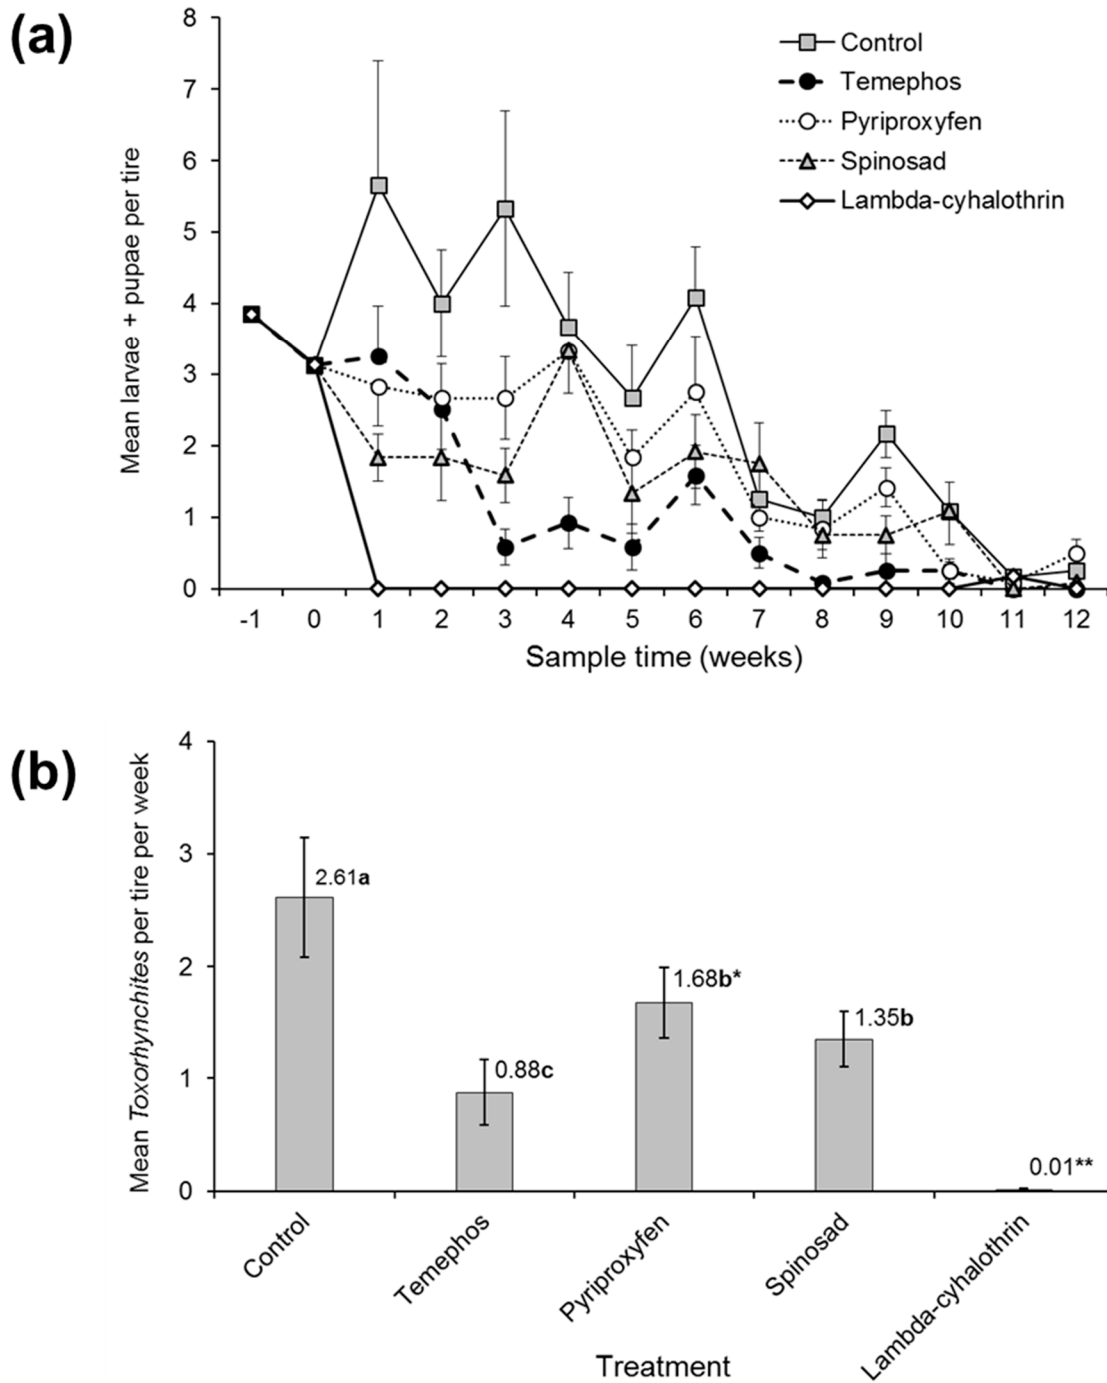 (a)
Mean larvae + pupae per tire
8
7
6
5
4
3
2
1
0
Control
Temephos
Pyriproxyfen
Spinosad
Lambda-cyhalothrin
-1 0 1 2 3 4 5 6 7 8 9 10 11 12
Sample time (weeks)
(b)
Mean Toxorhynchites per tire per week
4
3
2
1
0
2.61a
0.88c
1.68b*
1.35b
0.01**
Control
Temephos
Pyriproxyfen
Spinosad
Lambda-cyhalothrin
Treatment